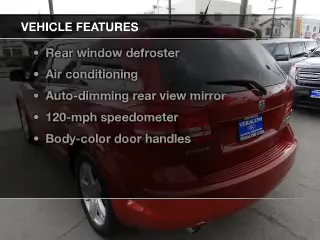 VEHICLE FEATURES
• Rear window defroster
• Air conditioning
• Auto-dimming rear view mirror
• 120-mph speedometer
• Body-color door handles
VERACOM